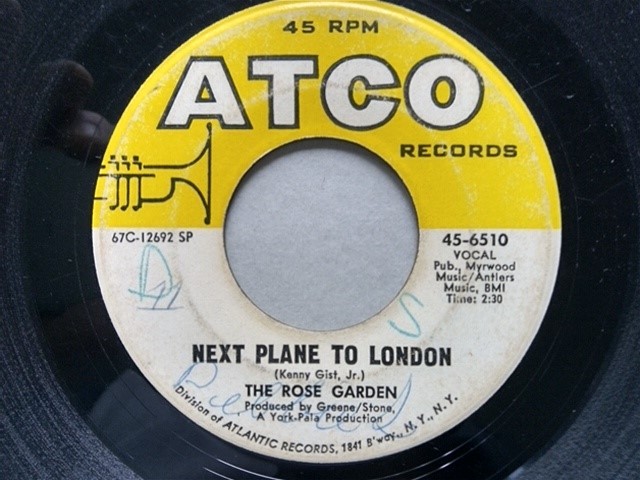 45 RPM
ATCO
RECORDS
67C-12692 SP
45-6510
VOCAL
Pub., Myrwood
Music/Antlers
Music, BMI
Time: 2:30
NEXT PLANE TO LONDON
(Kenny Gist, Jr.)
THE ROSE GARDEN
Produced by Greene/Stone,
A York-Pala Production
Division of ATLANTIC RECORDS, 1841 B'way, N. Y., N. Y.